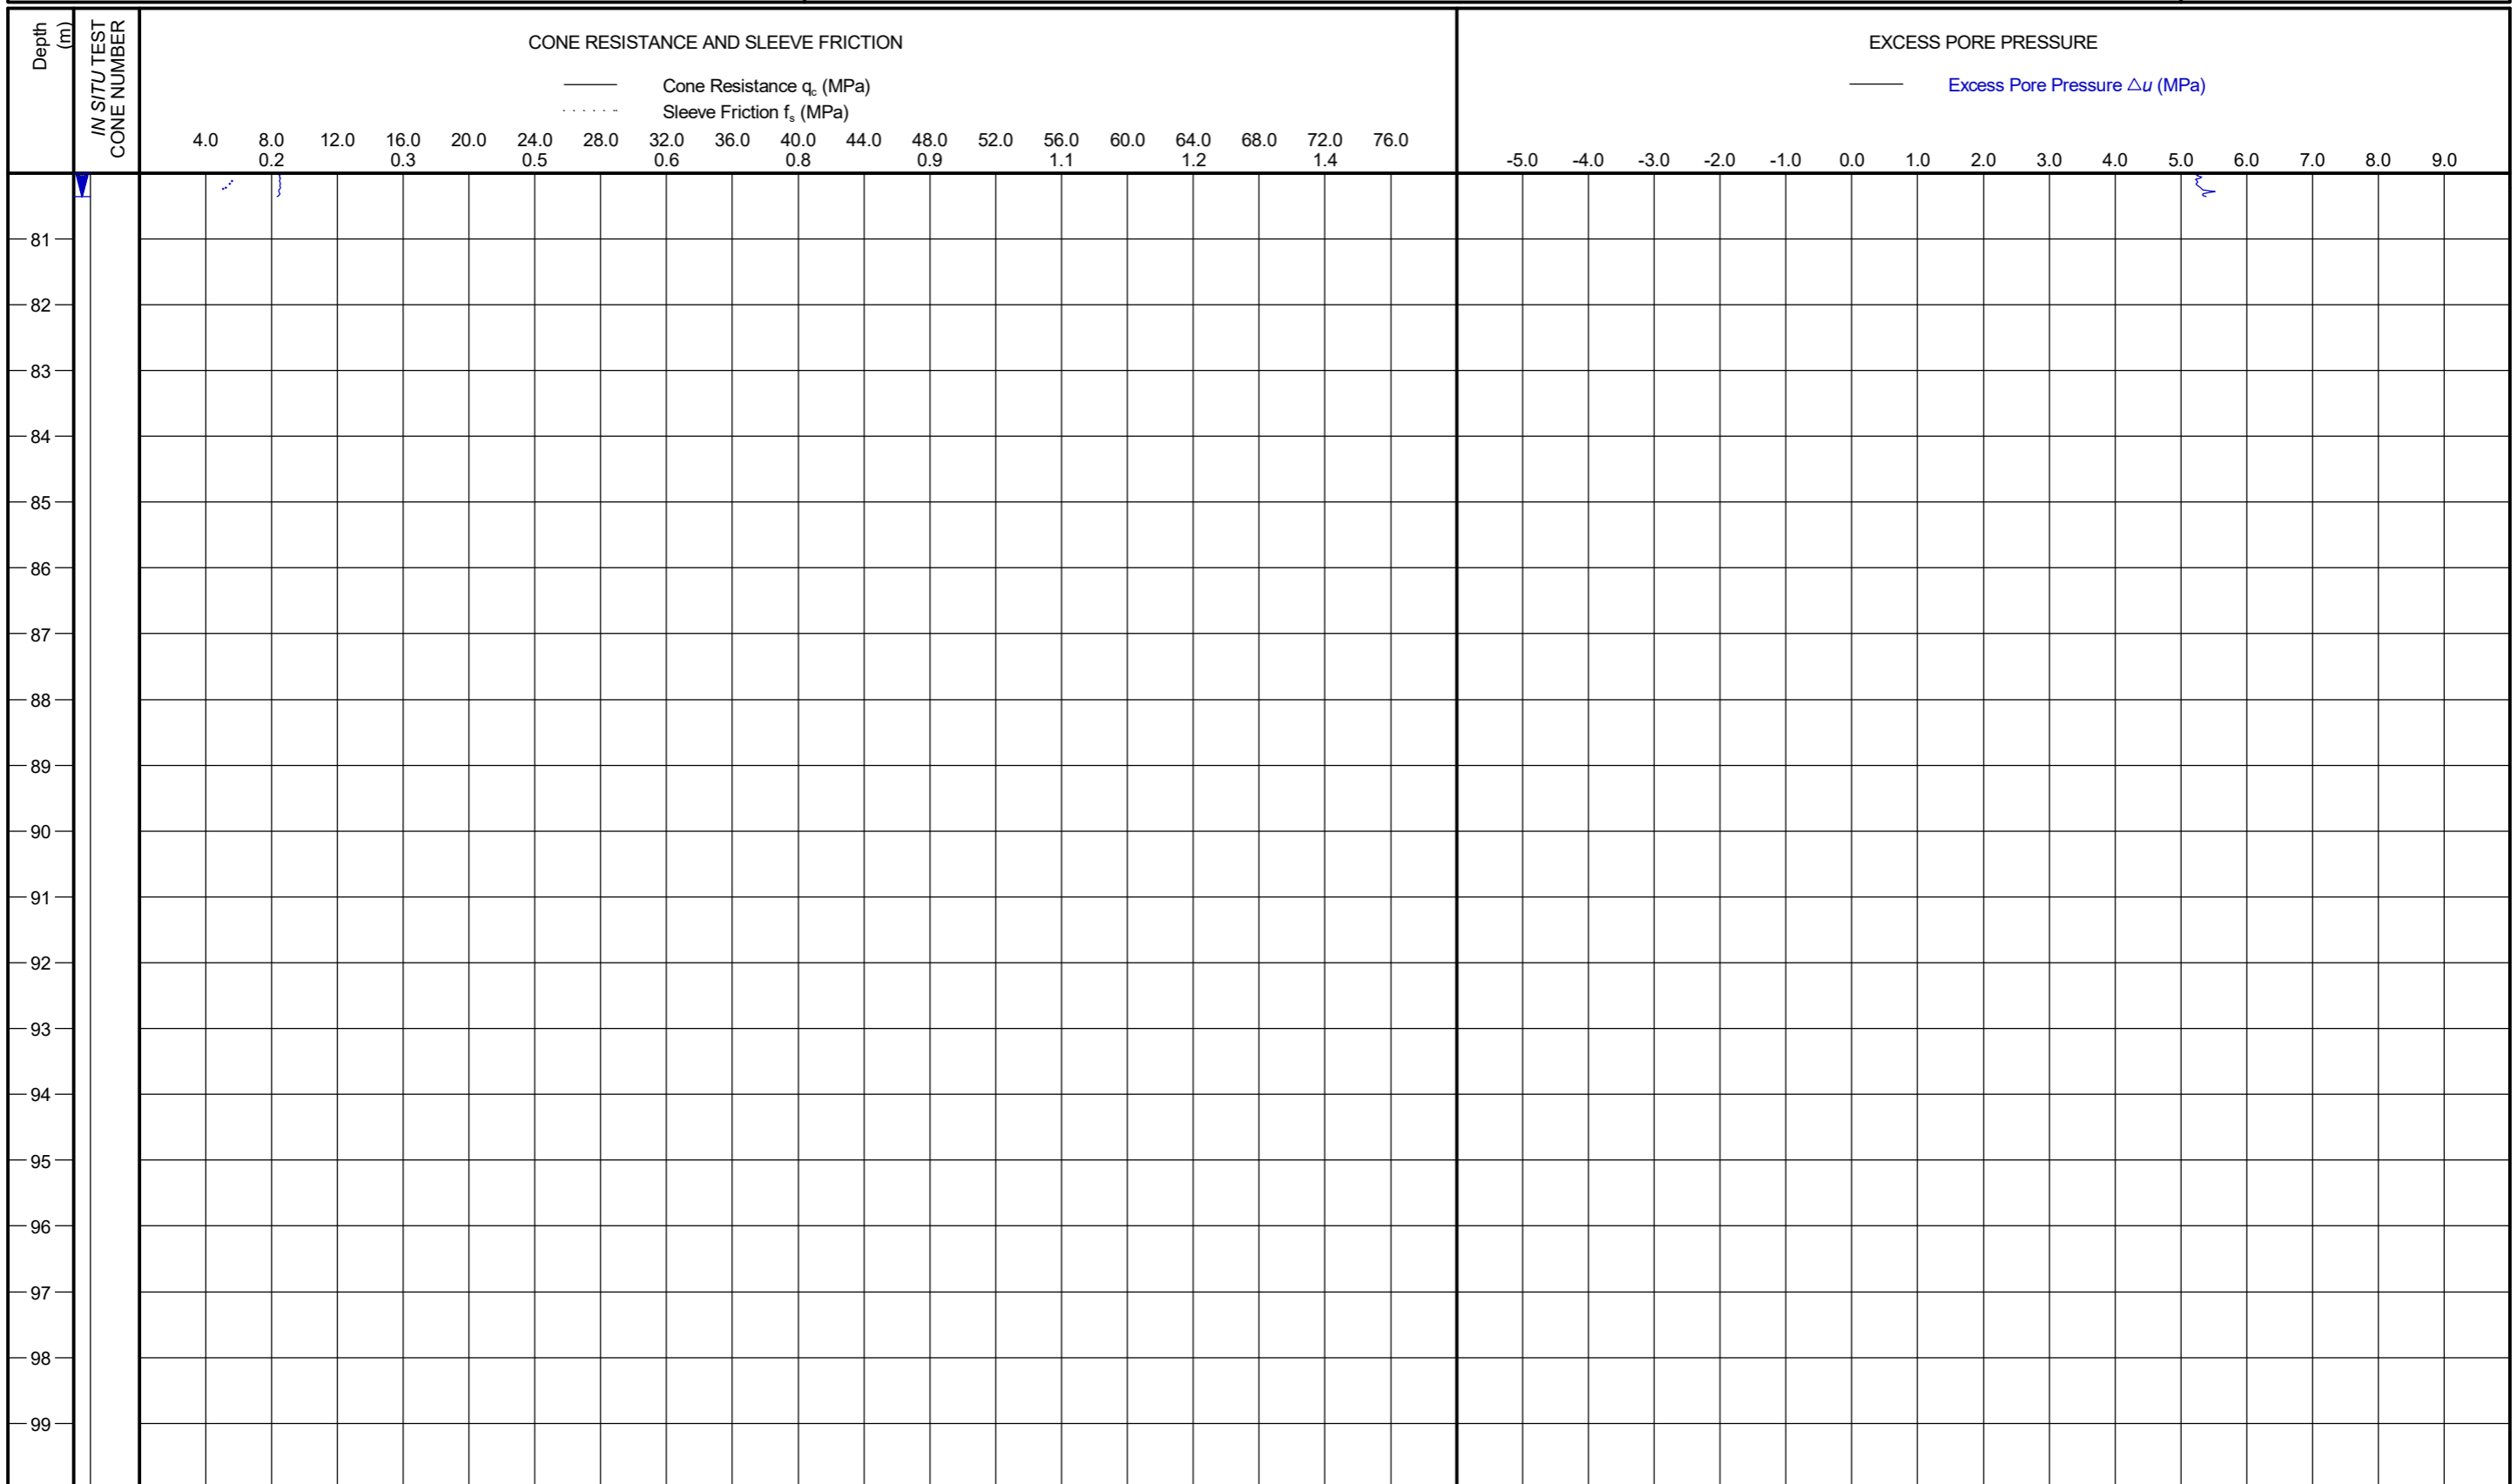 Depth
(m)
IN SITU TEST
CONE NUMBER
CONE RESISTANCE AND SLEEVE FRICTION
Cone Resistance qc (MPa)
Sleeve Friction fs (MPa)
4.0 8.0 12.0 16.0 20.0 24.0 28.0 32.0 36.0 40.0 44.0 48.0 52.0 56.0 60.0 64.0 68.0 72.0 76.0
0.2 0.3 0.5 0.6 0.8 0.9 1.1 1.2 1.4
EXCESS PORE PRESSURE
Excess Pore Pressure △u (MPa)
-5.0 -4.0 -3.0 -2.0 -1.0 0.0 1.0 2.0 3.0 4.0 5.0 6.0 7.0 8.0 9.0
81
82
83
84
85
86
87
88
89
90
91
92
93
94
95
96
97
98
99